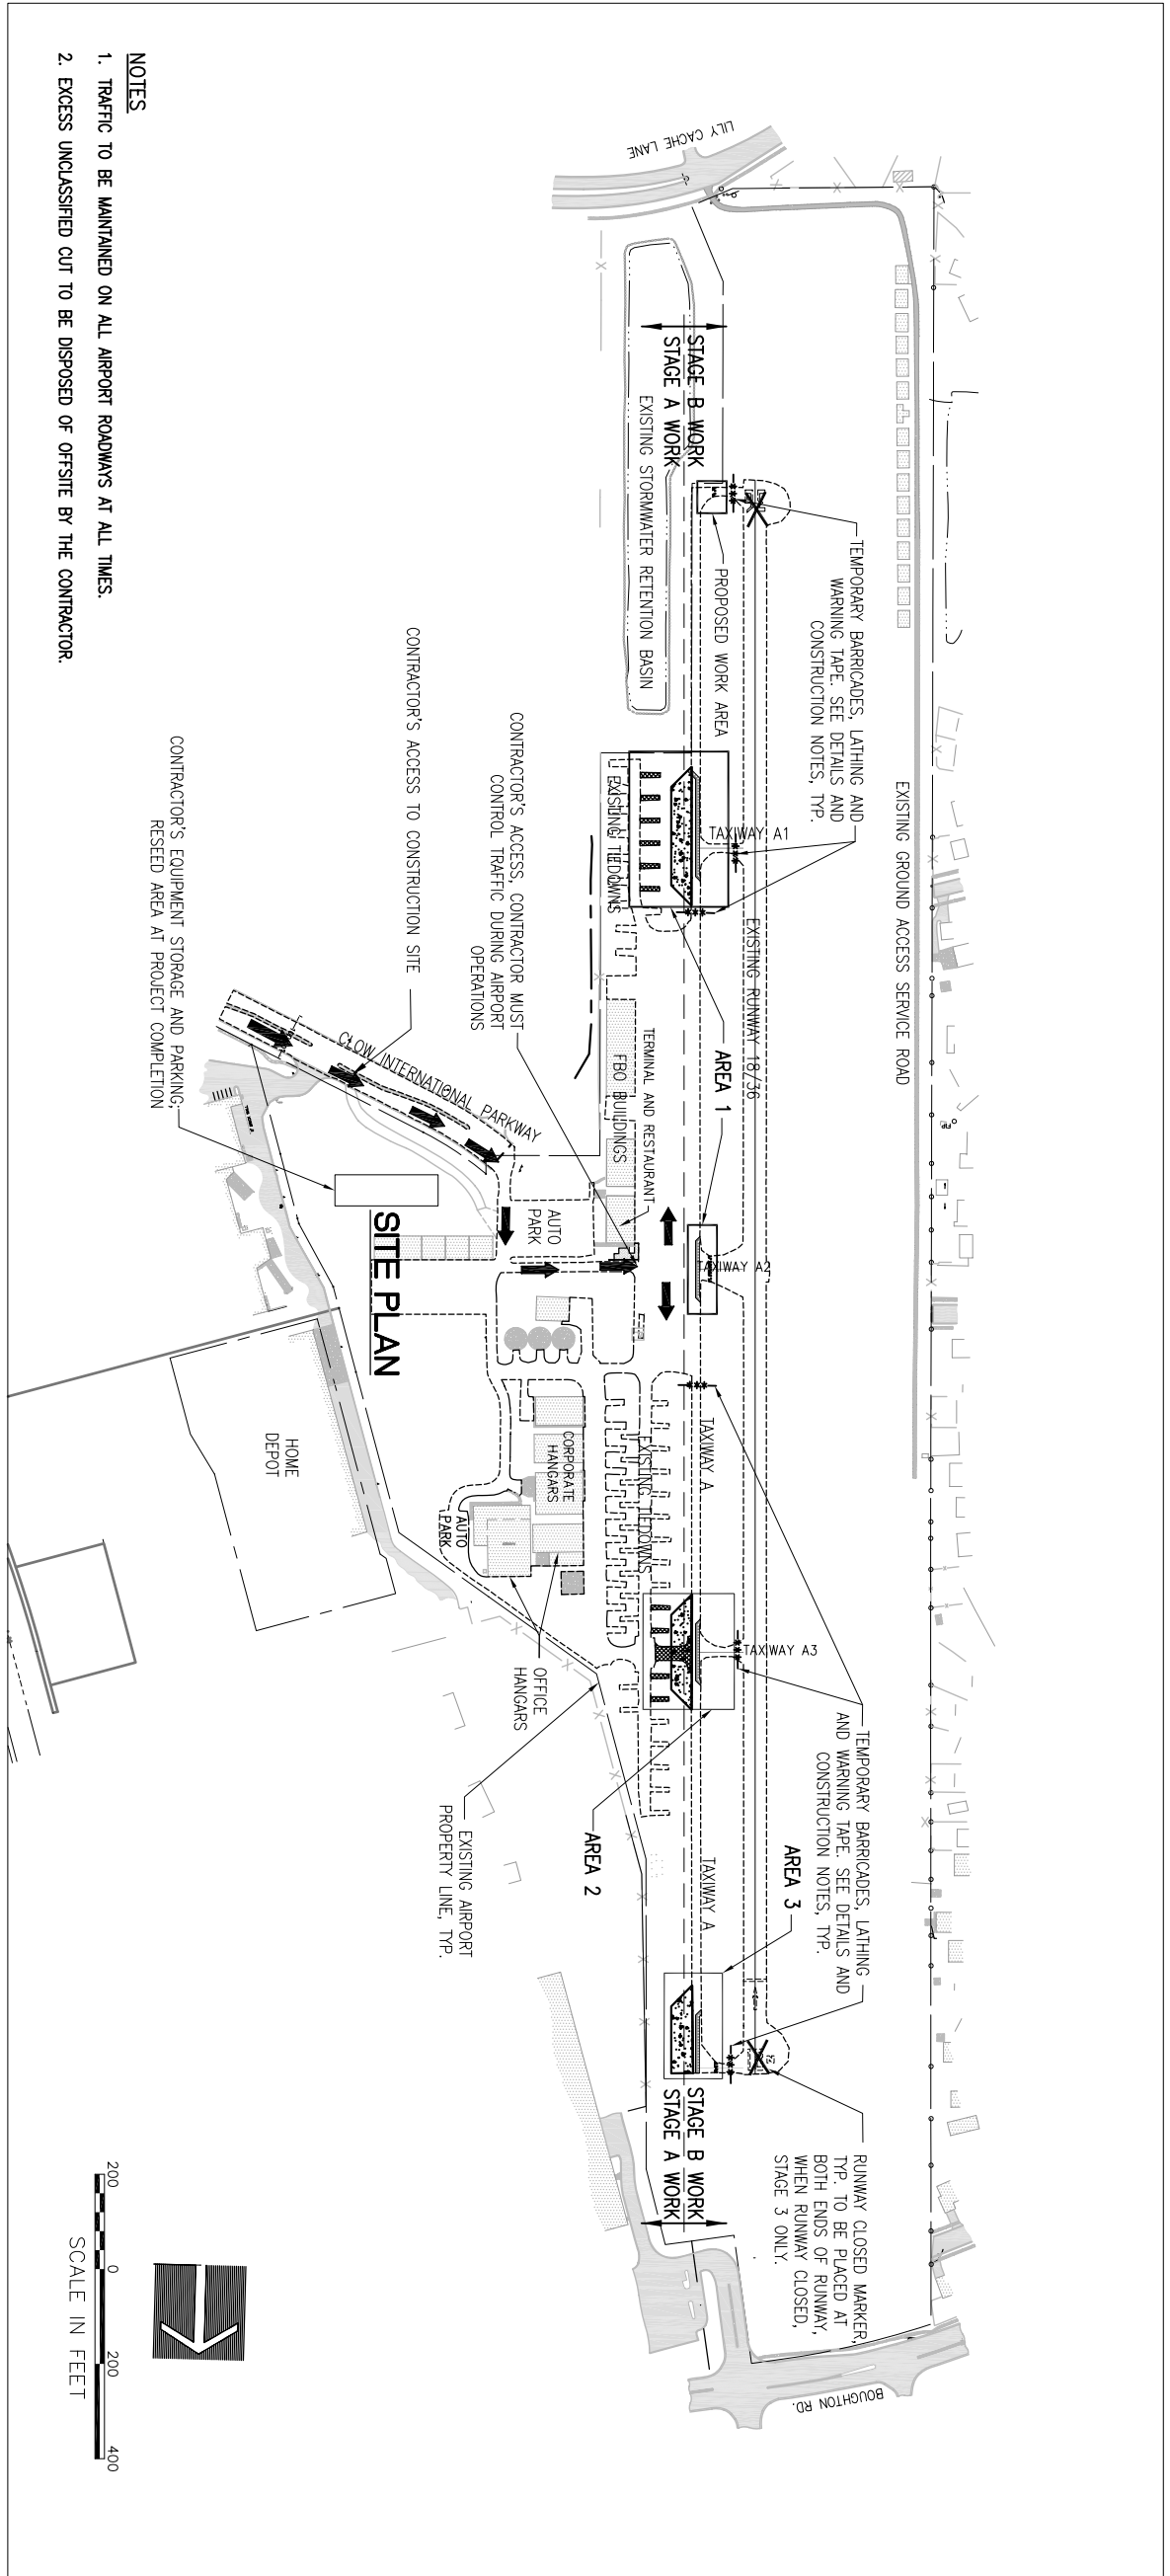 NOTES
1. TRAFFIC TO BE MAINTAINED ON ALL AIRPORT ROADWAYS AT ALL TIMES.
2. EXCESS UNCLASSIFIED CUT TO BE DISPOSED OF OFFSITE BY THE CONTRACTOR.
LILY CACHE LANE
STAGE B WORK
STAGE A WORK
EXISTING STORMWATER RETENTION BASIN
PROPOSED WORK AREA
TEMPORARY BARRICADES, LATHING AND
WARNING TAPE. SEE DETAILS AND
CONSTRUCTION NOTES, TYP.
EXISTING GROUND ACCESS SERVICE ROAD
EXISTING TIEDOWNS
TAXIWAY A1
EXISTING RUNWAY 18/36
AREA 1
TERMINAL AND RESTAURANT
FBO BUILDINGS
CONTRACTOR'S ACCESS, CONTRACTOR MUST
CONTROL TRAFFIC DURING AIRPORT
OPERATIONS
CONTRACTOR'S ACCESS TO CONSTRUCTION SITE
CONTRACTOR'S EQUIPMENT STORAGE AND PARKING;
RESEED AREA AT PROJECT COMPLETION
CLOW INTERNATIONAL PARKWAY
AUTO
PARK
TAXIWAY A2
SITE PLAN
HOME
DEPOT
CORPORATE
HANGARS
AUTO
PARK
EXISTING TIEDOWNS
TAXIWAY A
TAXIWAY A3
OFFICE
HANGARS
EXISTING AIRPORT
PROPERTY LINE, TYP.
AREA 2
TAXIWAY A
AREA 3
TEMPORARY BARRICADES, LATHING
AND WARNING TAPE. SEE DETAILS AND
CONSTRUCTION NOTES, TYP.
STAGE B WORK
STAGE A WORK
RUNWAY CLOSED MARKER,
TYP. TO BE PLACED AT
BOTH ENDS OF RUNWAY,
WHEN RUNWAY CLOSED,
STAGE 3 ONLY.
BOUGHTON RD.
200 0 200 400
SCALE IN FEET